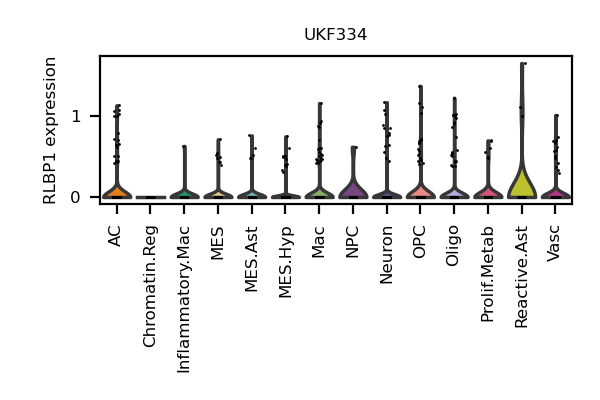 UKF334
RLBP1 expression
1
0
AC
Chromatin.Reg
Inflammatory.Mac
MES
MES.Ast
MES.Hyp
Mac
NPC
Neuron
OPC
Oligo
Prolif.Metab
Reactive.Ast
Vasc